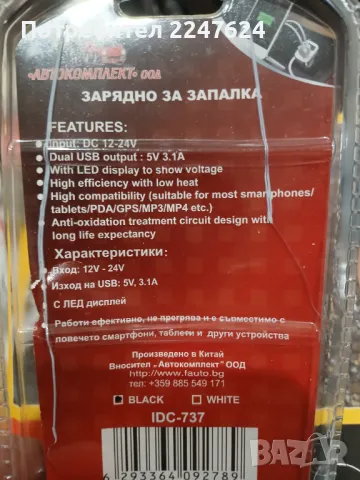 Потребител 2247624
"АВТОКОМПЛЕКТ" ООД
ЗАРЯДНО ЗА ЗАПАЛКА
FEATURES:
Input: DC 12-24V
Dual USB output : 5V 3.1A
With LED display to show voltage
High efficiency with low heat
High compatibility (suitable for most smartphones/
tablets/PDA/GPS/MP3/MP4 etc.)
Anti-oxidation treatment circuit design with
long life expectancy
Характеристики:
Вход: 12V - 24V
Изход на USB: 5V, 3.1A
С ЛЕД дисплей
Работи ефективно, не прегрява и е съвместимо с
повечето смартфони, таблети и други устройства
Произведено в Китай
Вносител „Автокомплект" ООД
www.fauto.bg
тел: +359 885 549 171
BLACK WHITE
IDC-737
6 293364 092789
bazar